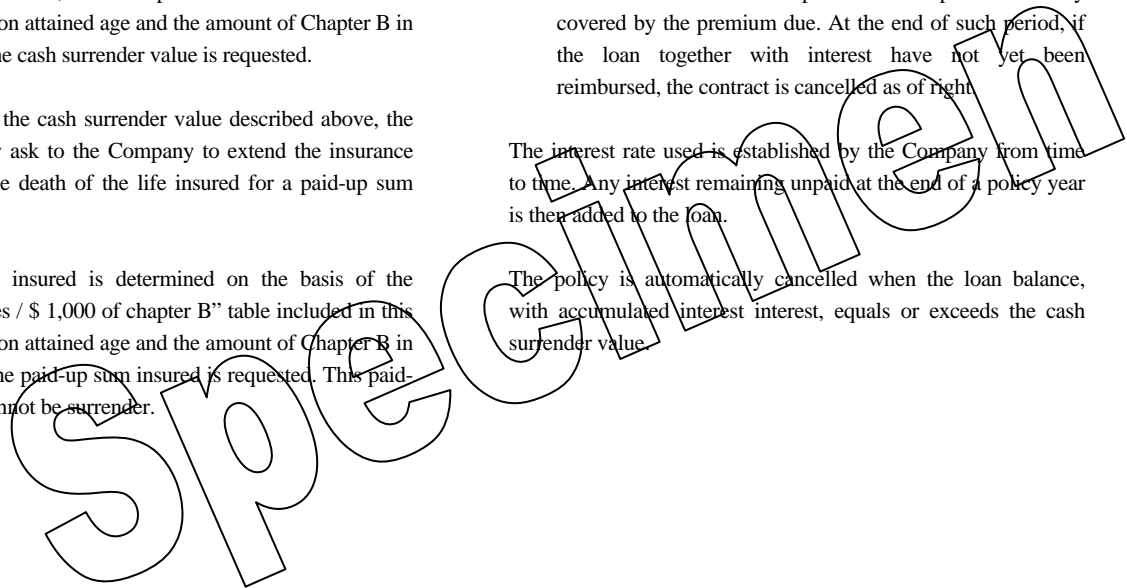 on attained age and the amount of Chapter B in
e cash surrender value is requested.
the cash surrender value described above, the
ask to the Company to extend the insurance
e death of the life insured for a paid-up sum
insured is determined on the basis of the
es / $ 1,000 of chapter B” table included in this
on attained age and the amount of Chapter B in
he paid-up sum insured is requested. This paid-
nnot be surrender.
covered by the premium due. At the end of such period, if
the loan together with interest have not yet been
reimbursed, the contract is cancelled as of right.
The interest rate used is established by the Company from time
to time. Any interest remaining unpaid at the end of a policy year
is then added to the loan.
The policy is automatically cancelled when the loan balance,
with accumulated interest interest, equals or exceeds the cash
surrender value.
Specimen